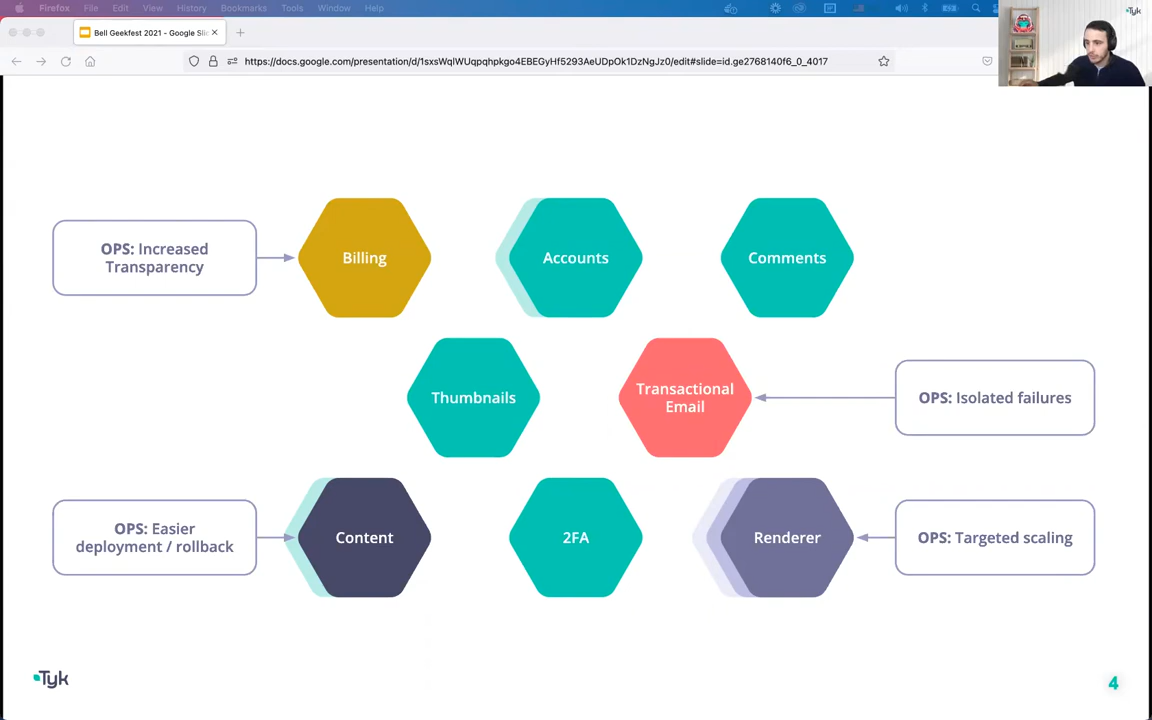 Firefox File Edit View History Bookmarks Tools Window Help
Bell Geekfest 2021 - Google Slic
https://docs.google.com/presentation/d/1sxsWqlWUqpqhpkgo4EBEGyHf5293AeUDpOk1DzNgJz0/edit#slide=id.ge2768140f6_0_4017
Tyk
OPS: Increased
Transparency
Billing
Accounts
Comments
Thumbnails
Transactional
Email
OPS: Isolated failures
OPS: Easier
deployment / rollback
Content
2FA
Renderer
OPS: Targeted scaling
Tyk
4